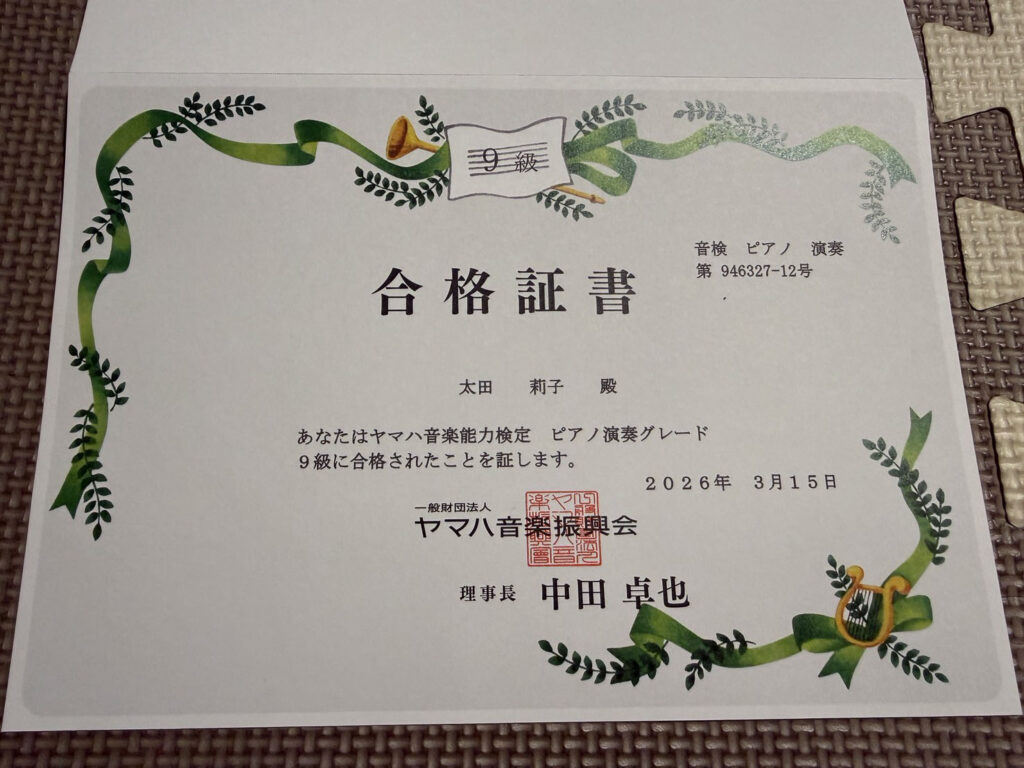 9 級
音検 ピアノ 演奏
第 946327-12号
合格証書
太田 莉子 殿
あなたはヤマハ音楽能力検定 ピアノ演奏グレード
９級に合格されたことを証します。
２０２６年 ３月１５日
一般財団法人
ヤマハ音楽振興会
理事長 中田 卓也